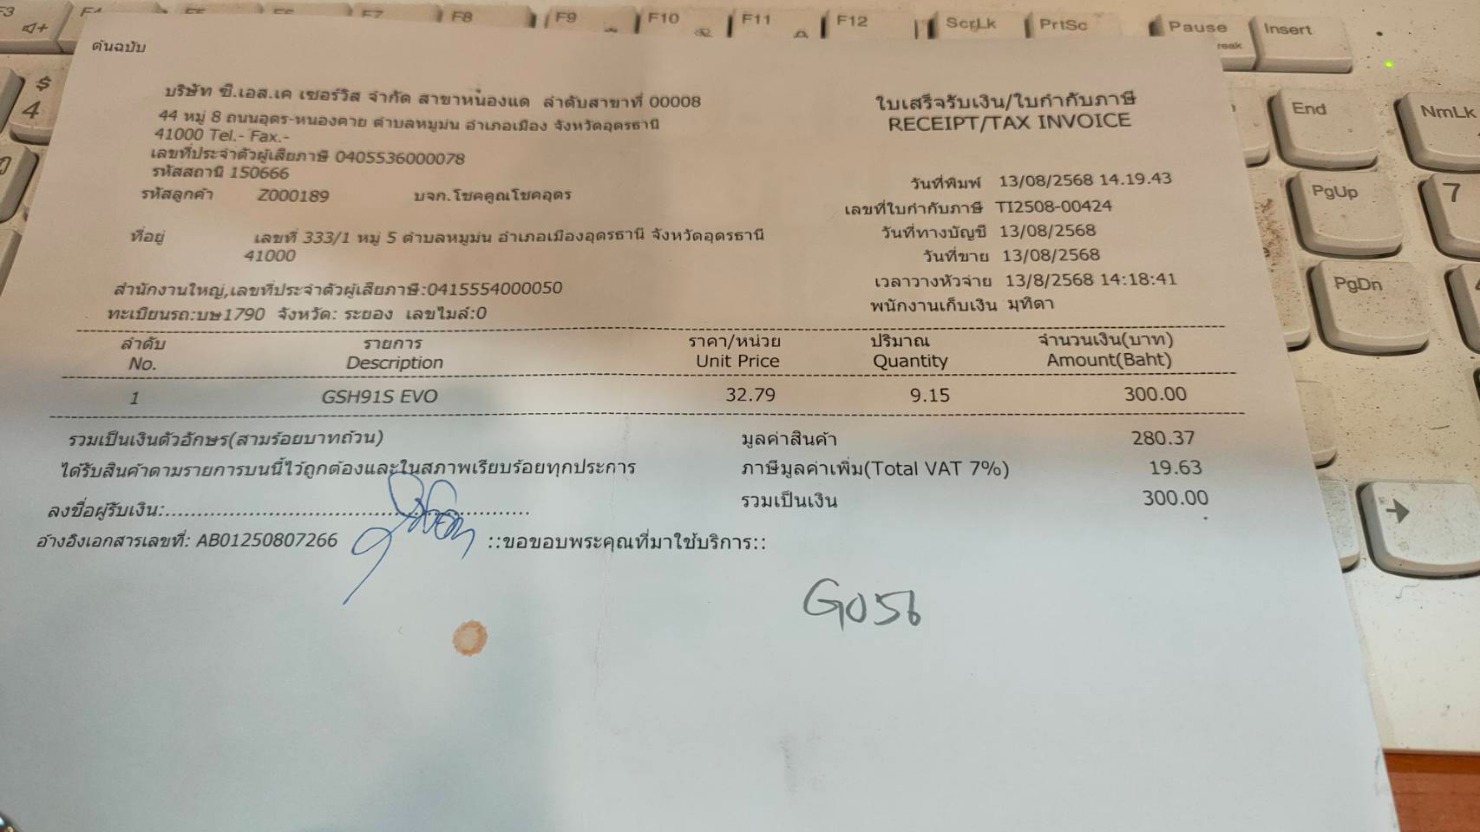 F3 F4 F5 F6 F7 F8 F9 F10 F11 F12 ScrLk PrtSc Pause Insert
$ 4
End NmLk
PgUp 7
PgDn
ต้นฉบับ
บริษัท ซี.เอส.เค เซอร์วิส จำกัด สาขาหนองแด ลำดับสาขาที่ 00008
44 หมู่ 8 ถนนอุดร-หนองคาย ตำบลหมูม่น อำเภอเมือง จังหวัดอุดรธานี
41000 Tel.- Fax.-
เลขที่ประจำตัวผู้เสียภาษี 0405536000078
รหัสสถานี 150666
ใบเสร็จรับเงิน/ใบกำกับภาษี
RECEIPT/TAX INVOICE
รหัสลูกค้า Z000189 บจก.โชคคูณโชคอุดร
ที่อยู่ เลขที่ 333/1 หมู่ 5 ตำบลหมูม่น อำเภอเมืองอุดรธานี จังหวัดอุดรธานี
41000
สำนักงานใหญ่,เลขที่ประจำตัวผู้เสียภาษี:0415554000050
ทะเบียนรถ:บษ1790 จังหวัด: ระยอง เลขไมล์:0
วันที่พิมพ์ 13/08/2568 14.19.43
เลขที่ใบกำกับภาษี TI2508-00424
วันที่ทางบัญชี 13/08/2568
วันที่ขาย 13/08/2568
เวลาวางหัวจ่าย 13/8/2568 14:18:41
พนักงานเก็บเงิน มุทิตา
ลำดับ รายการ ราคา/หน่วย ปริมาณ จำนวนเงิน(บาท)
No. Description Unit Price Quantity Amount(Baht)
1 GSH91S EVO 32.79 9.15 300.00
รวมเป็นเงินตัวอักษร(สามร้อยบาทถ้วน) มูลค่าสินค้า 280.37
ได้รับสินค้าตามรายการบนนี้ไว้ถูกต้องและในสภาพเรียบร้อยทุกประการ ภาษีมูลค่าเพิ่ม(Total VAT 7%) 19.63
ลงชื่อผู้รับเงิน:.................................................... รวมเป็นเงิน 300.00
อ้างอิงเอกสารเลขที่: AB01250807266 ::ขอขอบพระคุณที่มาใช้บริการ::
G056